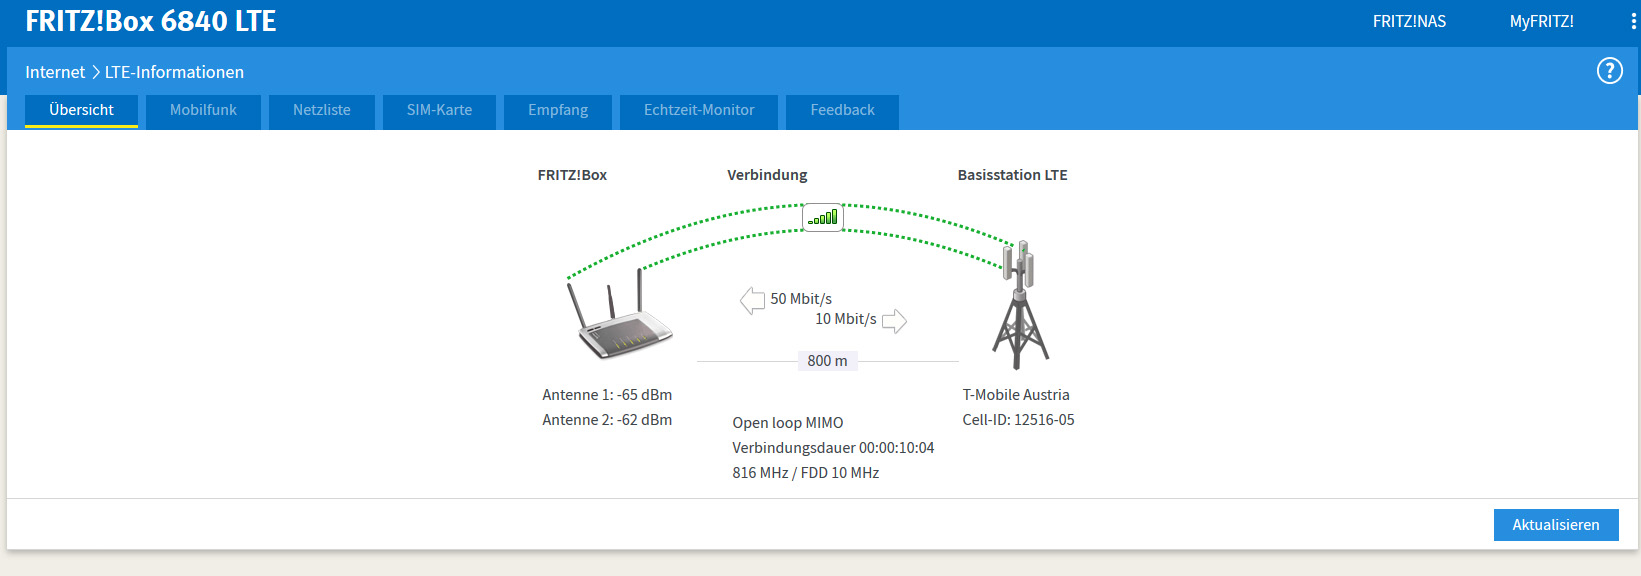 FRITZ!Box 6840 LTE
FRITZ!NAS MyFRITZ!
Internet > LTE-Informationen
?
Übersicht Mobilfunk Netzliste SIM-Karte Empfang Echtzeit-Monitor Feedback
FRITZ!Box Verbindung Basisstation LTE
50 Mbit/s
10 Mbit/s
800 m
Antenne 1: -65 dBm
Antenne 2: -62 dBm
Open loop MIMO
Verbindungsdauer 00:00:10:04
816 MHz / FDD 10 MHz
T-Mobile Austria
Cell-ID: 12516-05
Aktualisieren